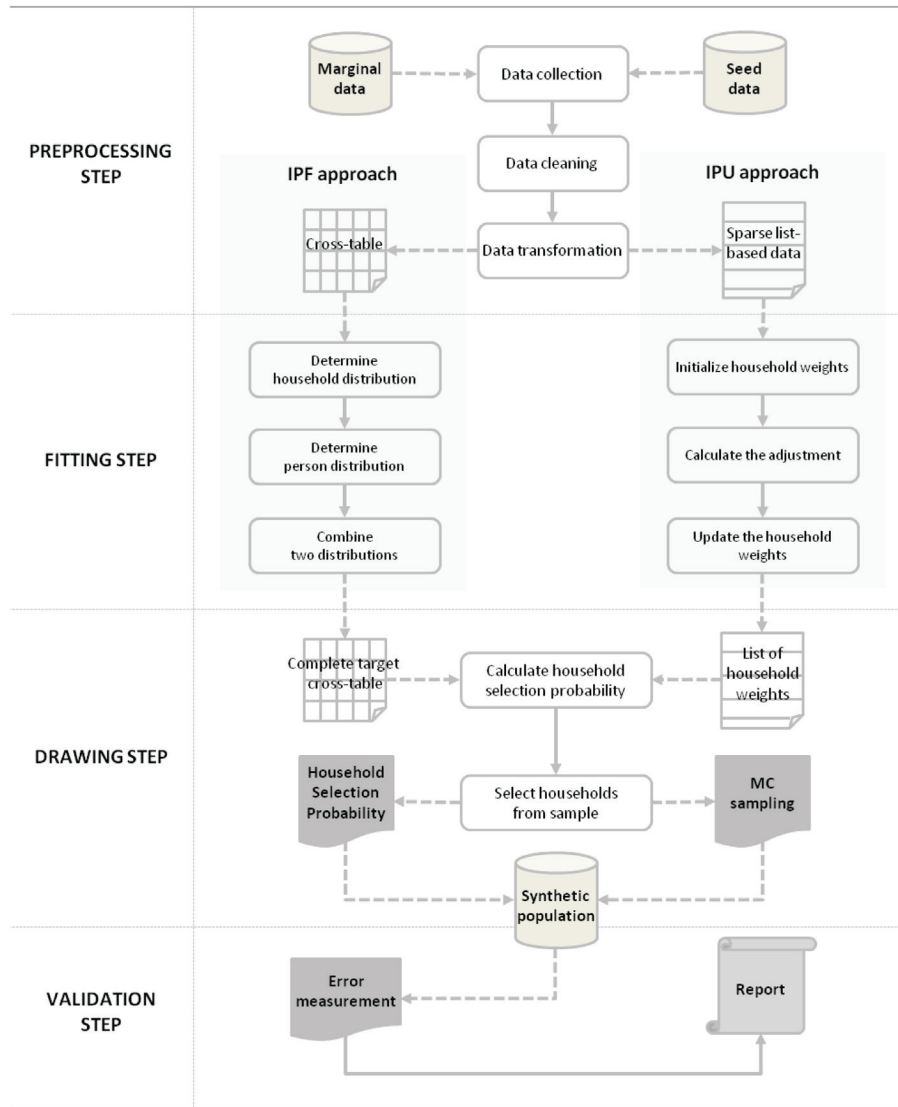 PREPROCESSING
STEP
Marginal
data
Data collection
Seed
data
Data cleaning
IPF approach
IPU approach
Cross-table
Data transformation
Sparse list-
based data
FITTING STEP
Determine
household distribution
Initialize household weights
Determine
person distribution
Calculate the adjustment
Combine
two distributions
Update the household
weights
DRAWING STEP
Complete target
cross-table
Calculate household
selection probability
List of
household
weights
Household
Selection
Probability
Select households
from sample
MC
sampling
Synthetic
population
VALIDATION
STEP
Error
measurement
Report